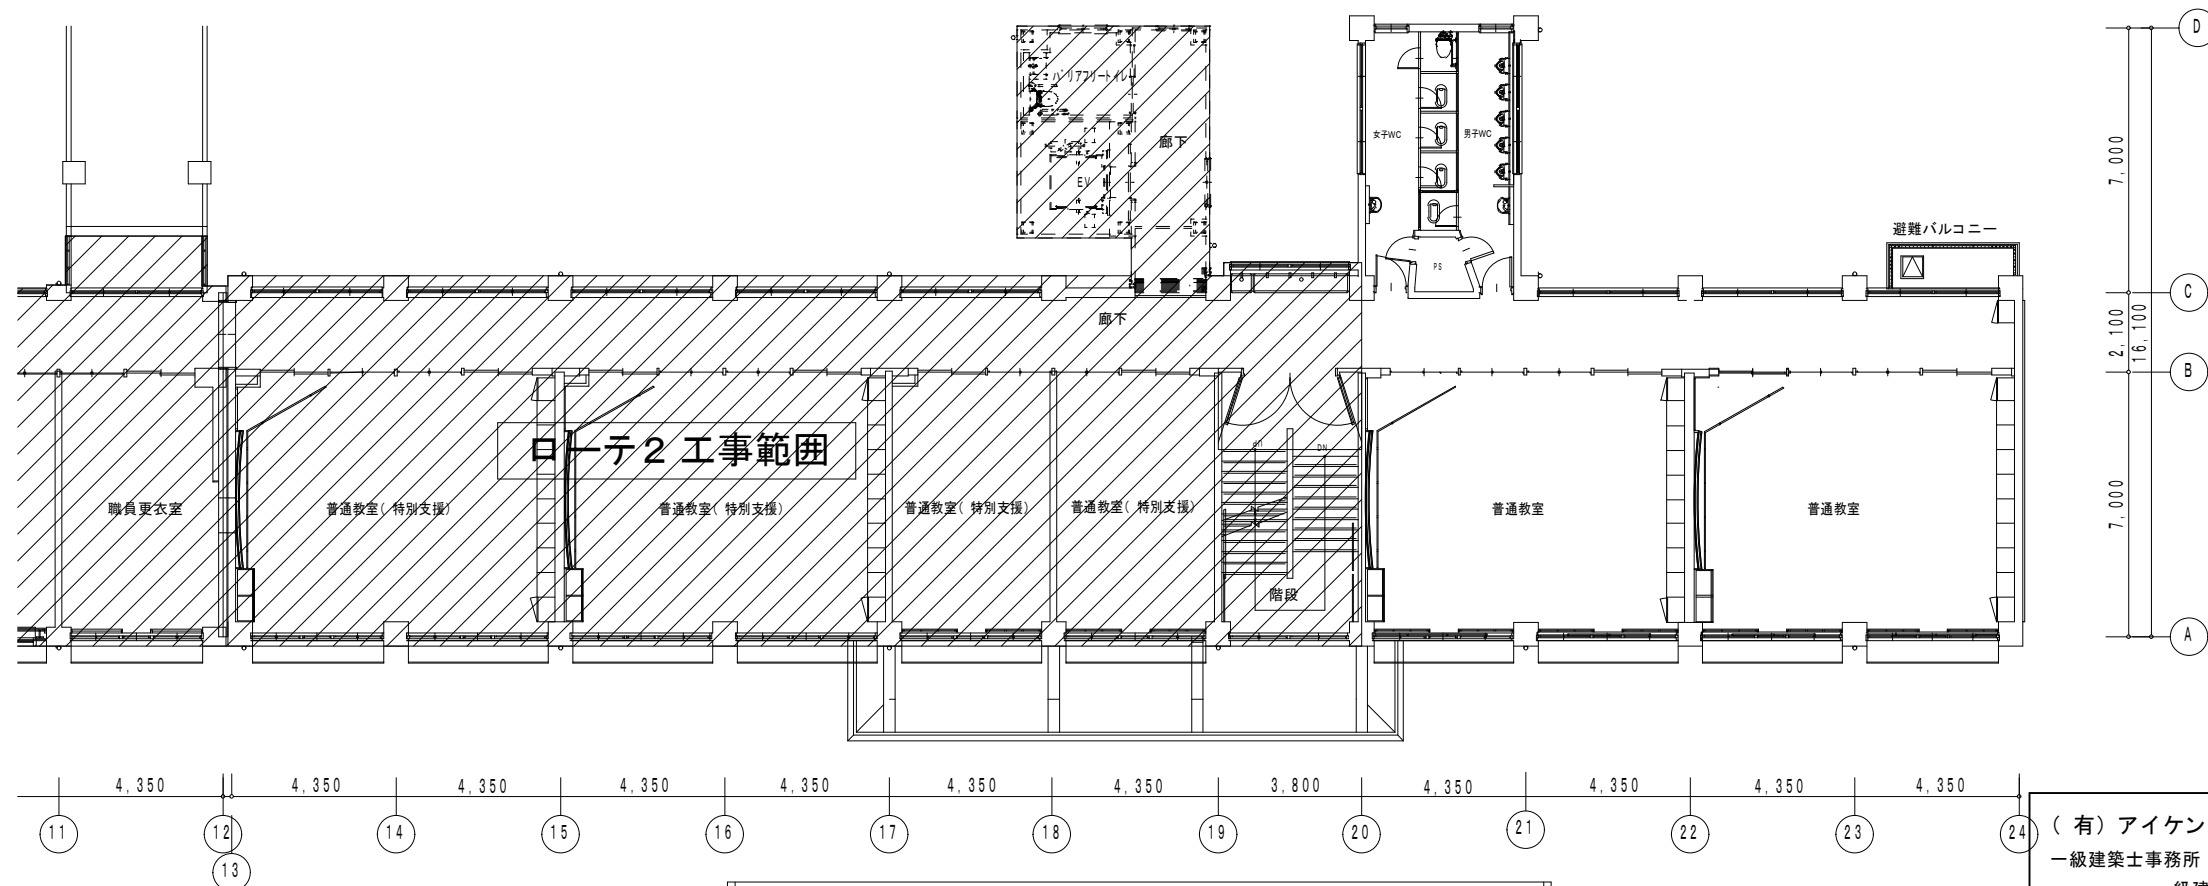 D
バリアフリートイレ
廊下
女子WC
男子WC
7,000
EV
避難バルコニー
PS
C
廊下
2,100
16,100
B
ローテ2 工事範囲
UP
DN
職員更衣室
普通教室( 特別支援)
普通教室( 特別支援)
普通教室( 特別支援)
普通教室( 特別支援)
普通教室
普通教室
7,000
階段
A
4,350
4,350
4,350
4,350
4,350
4,350
4,350
3,800
4,350
4,350
4,350
4,350
11
12
13
14
15
16
17
18
19
20
21
22
23
24
( 有) アイケン
一級建築士事務所